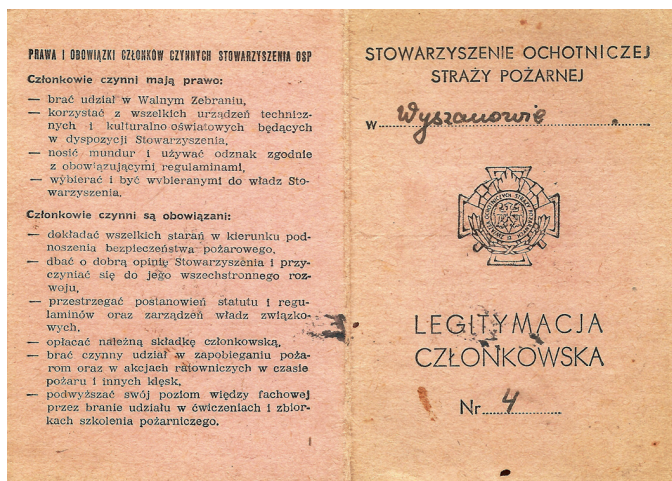 PRAWA I OBOWIĄZKI CZŁONKÓW CZYNNYCH STOWARZYSZENIA OSP
Członkowie czynni mają prawo:
— brać udział w Walnym Zebraniu,
— korzystać z wszelkich urządzeń technicz-
nych i kulturalno-oświatowych będących
w dyspozycji Stowarzyszenia,
— nosić mundur i używać odznak zgodnie
z obowiązującymi regulaminami,
— wybierać i być wybieranymi do władz Sto-
warzyszenia.
Członkowie czynni są obowiązani:
— dokładać wszelkich starań w kierunku pod-
noszenia bezpieczeństwa pożarowego,
— dbać o dobrą opinię Stowarzyszenia i przy-
czyniać się do jego wszechstronnego roz-
woju,
— przestrzegać postanowień statutu i regu-
laminów oraz zarządzeń władz związko-
wych,
— opłacać należną składkę członkowską,
— brać czynny udział w zapobieganiu poża-
rom oraz w akcjach ratowniczych w czasie
pożaru i innych klęsk,
— podwyższać swój poziom wiedzy fachowej
przez branie udziału w ćwiczeniach i zbiór-
kach szkolenia pożarniczego.
STOWARZYSZENIE OCHOTNICZEJ
STRAŻY POŻARNEJ
w Wyszanowie
LEGITYMACJA
CZŁONKOWSKA
Nr 4